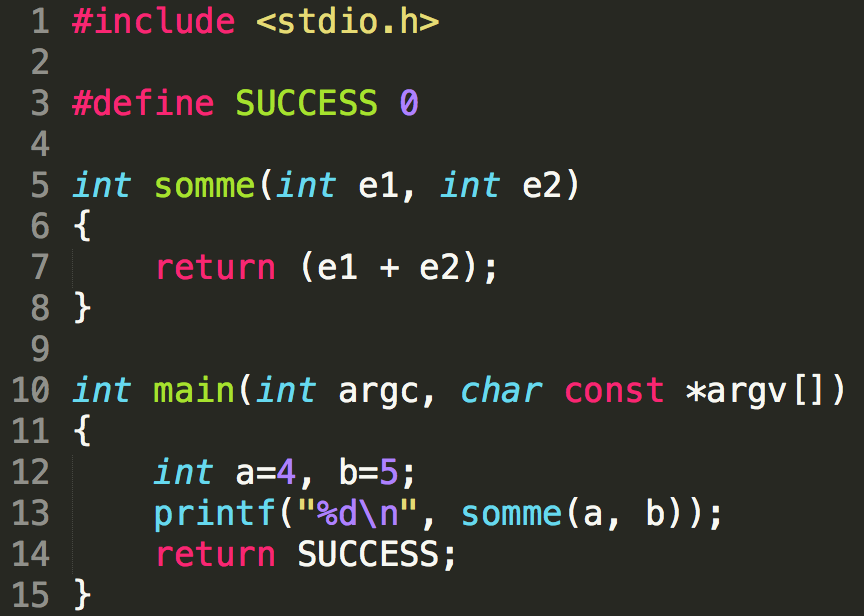 1 #include <stdio.h>
2
3 #define SUCCESS 0
4
5 int somme(int e1, int e2)
6 {
7     return (e1 + e2);
8 }
9
10 int main(int argc, char const *argv[])
11 {
12     int a=4, b=5;
13     printf("%d\n", somme(a, b));
14     return SUCCESS;
15 }